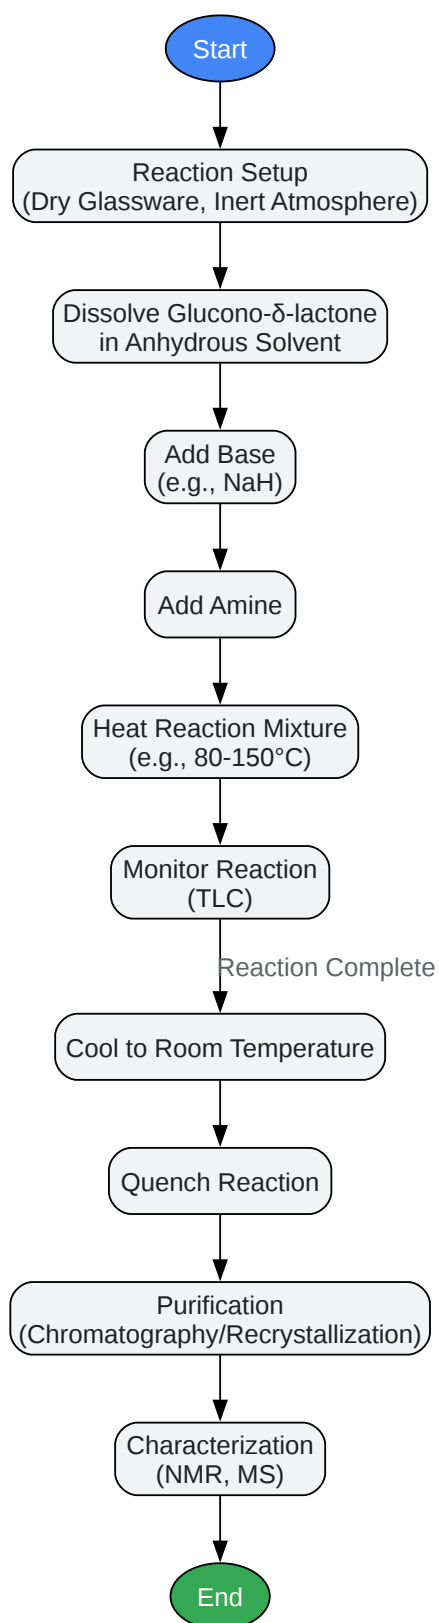 Start
Reaction Setup
(Dry Glassware, Inert Atmosphere)
Dissolve Glucono-δ-lactone
in Anhydrous Solvent
Add Base
(e.g., NaH)
Add Amine
Heat Reaction Mixture
(e.g., 80-150°C)
Monitor Reaction
(TLC)
Reaction Complete
Cool to Room Temperature
Quench Reaction
Purification
(Chromatography/Recrystallization)
Characterization
(NMR, MS)
End